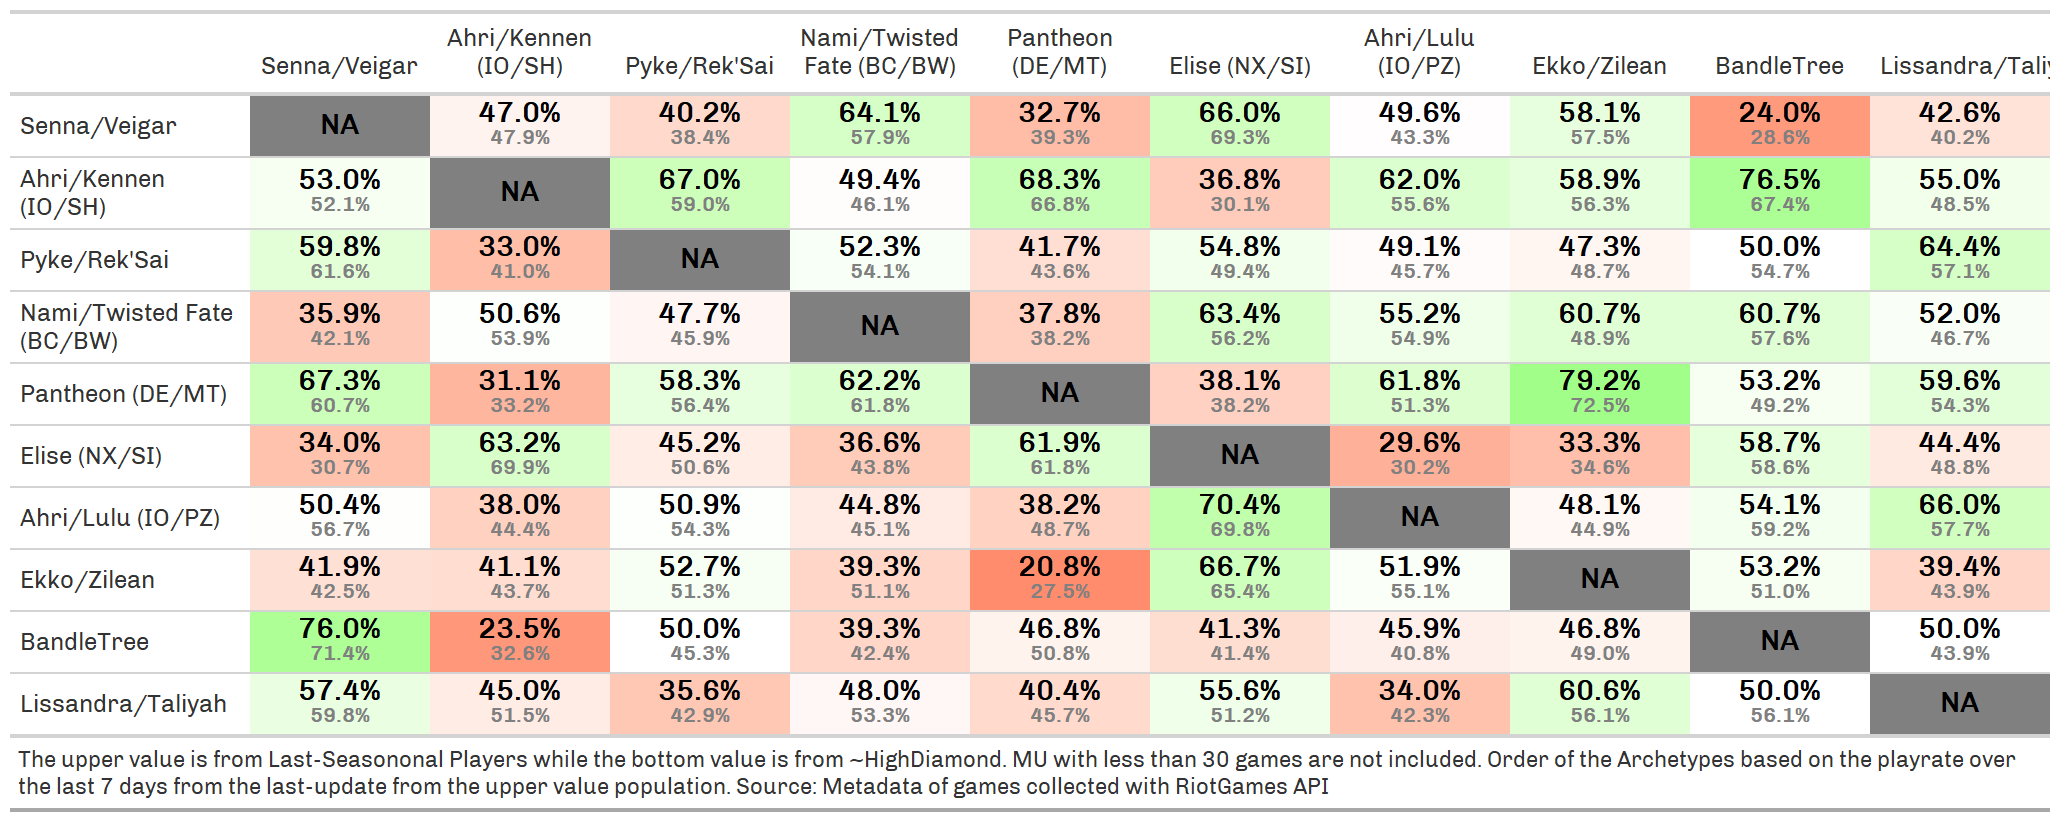 Senna/Veigar Ahri/Kennen (IO/SH) Pyke/Rek'Sai Nami/Twisted Fate (BC/BW) Pantheon (DE/MT) Elise (NX/SI) Ahri/Lulu (IO/PZ) Ekko/Zilean BandleTree Lissandra/Taliy
Senna/Veigar NA 47.0% 40.2% 64.1% 32.7% 66.0% 49.6% 58.1% 24.0% 42.6%
47.9% 38.4% 57.9% 39.3% 69.3% 43.3% 57.5% 28.6% 40.2%
Ahri/Kennen (IO/SH) 53.0% NA 67.0% 49.4% 68.3% 36.8% 62.0% 58.9% 76.5% 55.0%
52.1% 59.0% 46.1% 66.8% 30.1% 55.6% 56.3% 67.4% 48.5%
Pyke/Rek'Sai 59.8% 33.0% NA 52.3% 41.7% 54.8% 49.1% 47.3% 50.0% 64.4%
61.6% 41.0% 54.1% 43.6% 49.4% 45.7% 48.7% 54.7% 57.1%
Nami/Twisted Fate (BC/BW) 35.9% 50.6% 47.7% NA 37.8% 63.4% 55.2% 60.7% 60.7% 52.0%
42.1% 53.9% 45.9% 38.2% 56.2% 54.9% 48.9% 57.6% 46.7%
Pantheon (DE/MT) 67.3% 31.1% 58.3% 62.2% NA 38.1% 61.8% 79.2% 53.2% 59.6%
60.7% 33.2% 56.4% 61.8% 38.2% 51.3% 72.5% 49.2% 54.3%
Elise (NX/SI) 34.0% 63.2% 45.2% 36.6% 61.9% NA 29.6% 33.3% 58.7% 44.4%
30.7% 69.9% 50.6% 43.8% 61.8% 30.2% 34.6% 58.6% 48.8%
Ahri/Lulu (IO/PZ) 50.4% 38.0% 50.9% 44.8% 38.2% 70.4% NA 48.1% 54.1% 66.0%
56.7% 44.4% 54.3% 45.1% 48.7% 69.8% 44.9% 59.2% 57.7%
Ekko/Zilean 41.9% 41.1% 52.7% 39.3% 20.8% 66.7% 51.9% NA 53.2% 39.4%
42.5% 43.7% 51.3% 51.1% 27.5% 65.4% 55.1% 51.0% 43.9%
BandleTree 76.0% 23.5% 50.0% 39.3% 46.8% 41.3% 45.9% 46.8% NA 50.0%
71.4% 32.6% 45.3% 42.4% 50.8% 41.4% 40.8% 49.0% 43.9%
Lissandra/Taliyah 57.4% 45.0% 35.6% 48.0% 40.4% 55.6% 34.0% 60.6% 50.0% NA
59.8% 51.5% 42.9% 53.3% 45.7% 51.2% 42.3% 56.1% 56.1%
The upper value is from Last-Seasononal Players while the bottom value is from ~HighDiamond. MU with less than 30 games are not included. Order of the Archetypes based on the playrate over
the last 7 days from the last-update from the upper value population. Source: Metadata of games collected with RiotGames API